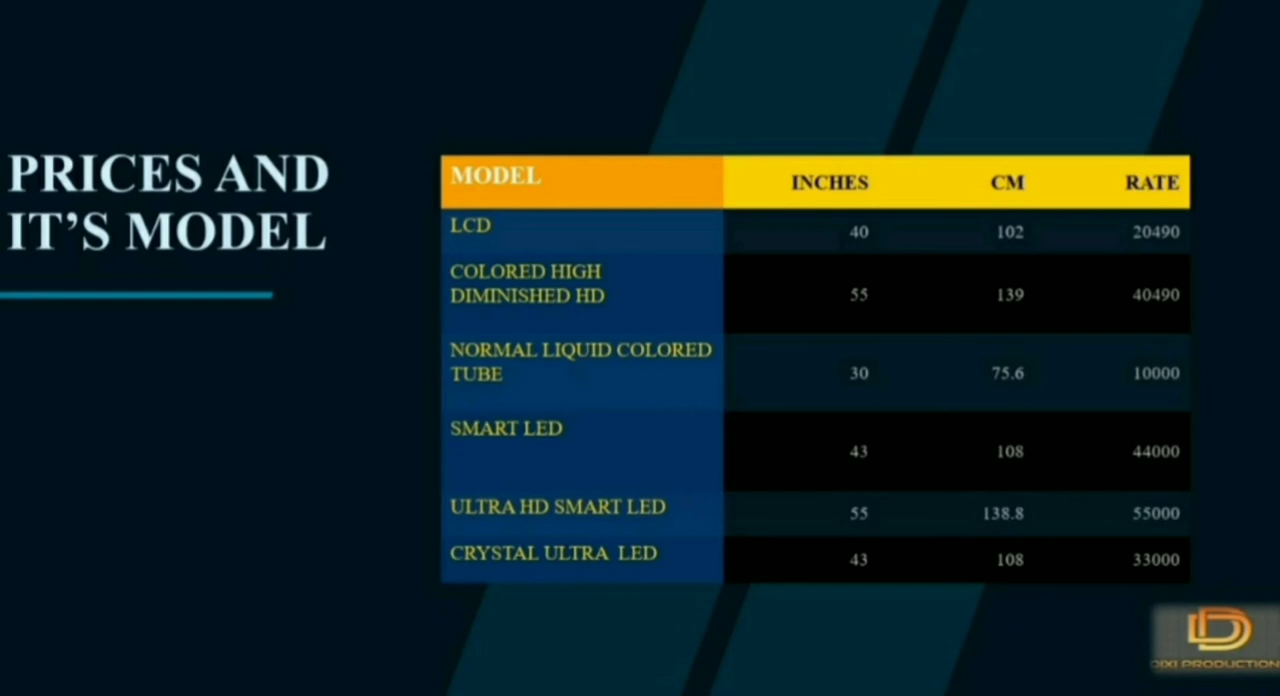 PRICES AND
IT'S MODEL
MODEL INCHES CM RATE
LCD 40 102 20490
COLORED HIGH
DIMINISHED HD 55 139 40490
NORMAL LIQUID COLORED
TUBE 30 75.6 10000
SMART LED 43 108 44000
ULTRA HD SMART LED 55 138.8 55000
CRYSTAL ULTRA LED 43 108 33000
DIXI PRODUCTION